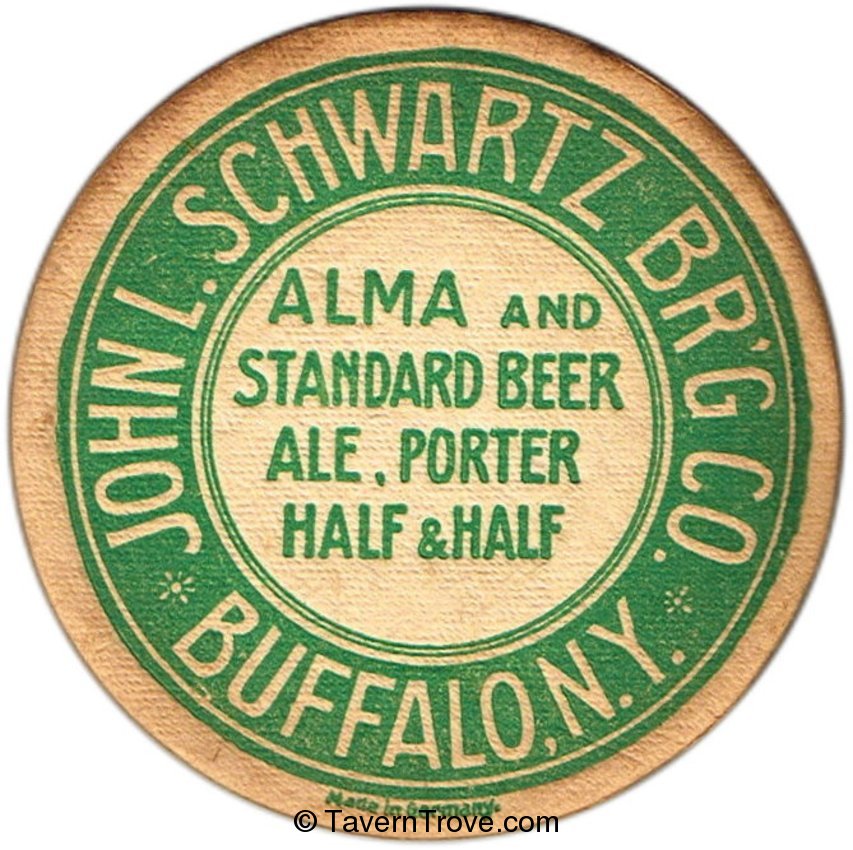 JOHN L. SCHWARTZ BR'G CO.
ALMA AND
STANDARD BEER
ALE, PORTER
HALF & HALF
BUFFALO, N.Y.
Made in Germany.
© TavernTrove.com